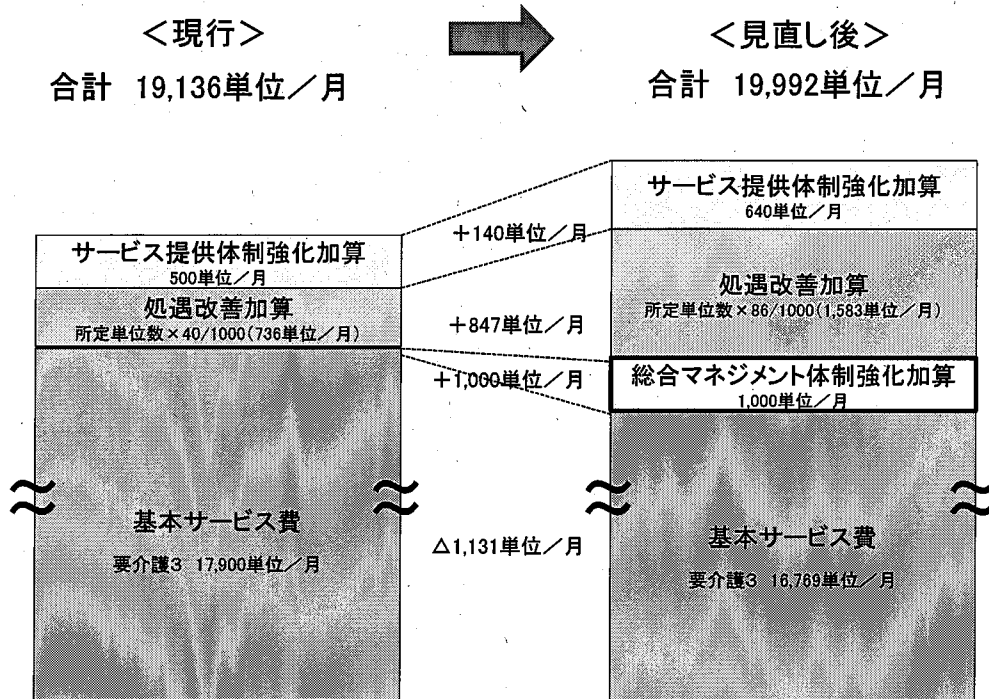 <現行>
合計 19,136単位/月
サービス提供体制強化加算
500単位/月
処遇改善加算
所定単位数×40/1000(736単位/月)
基本サービス費
要介護3 17,900単位/月
+140単位/月
+847単位/月
+1,000単位/月
△1,131単位/月
<見直し後>
合計 19,992単位/月
サービス提供体制強化加算
640単位/月
処遇改善加算
所定単位数×86/1000(1,583単位/月)
総合マネジメント体制強化加算
1,000単位/月
基本サービス費
要介護3 16,769単位/月